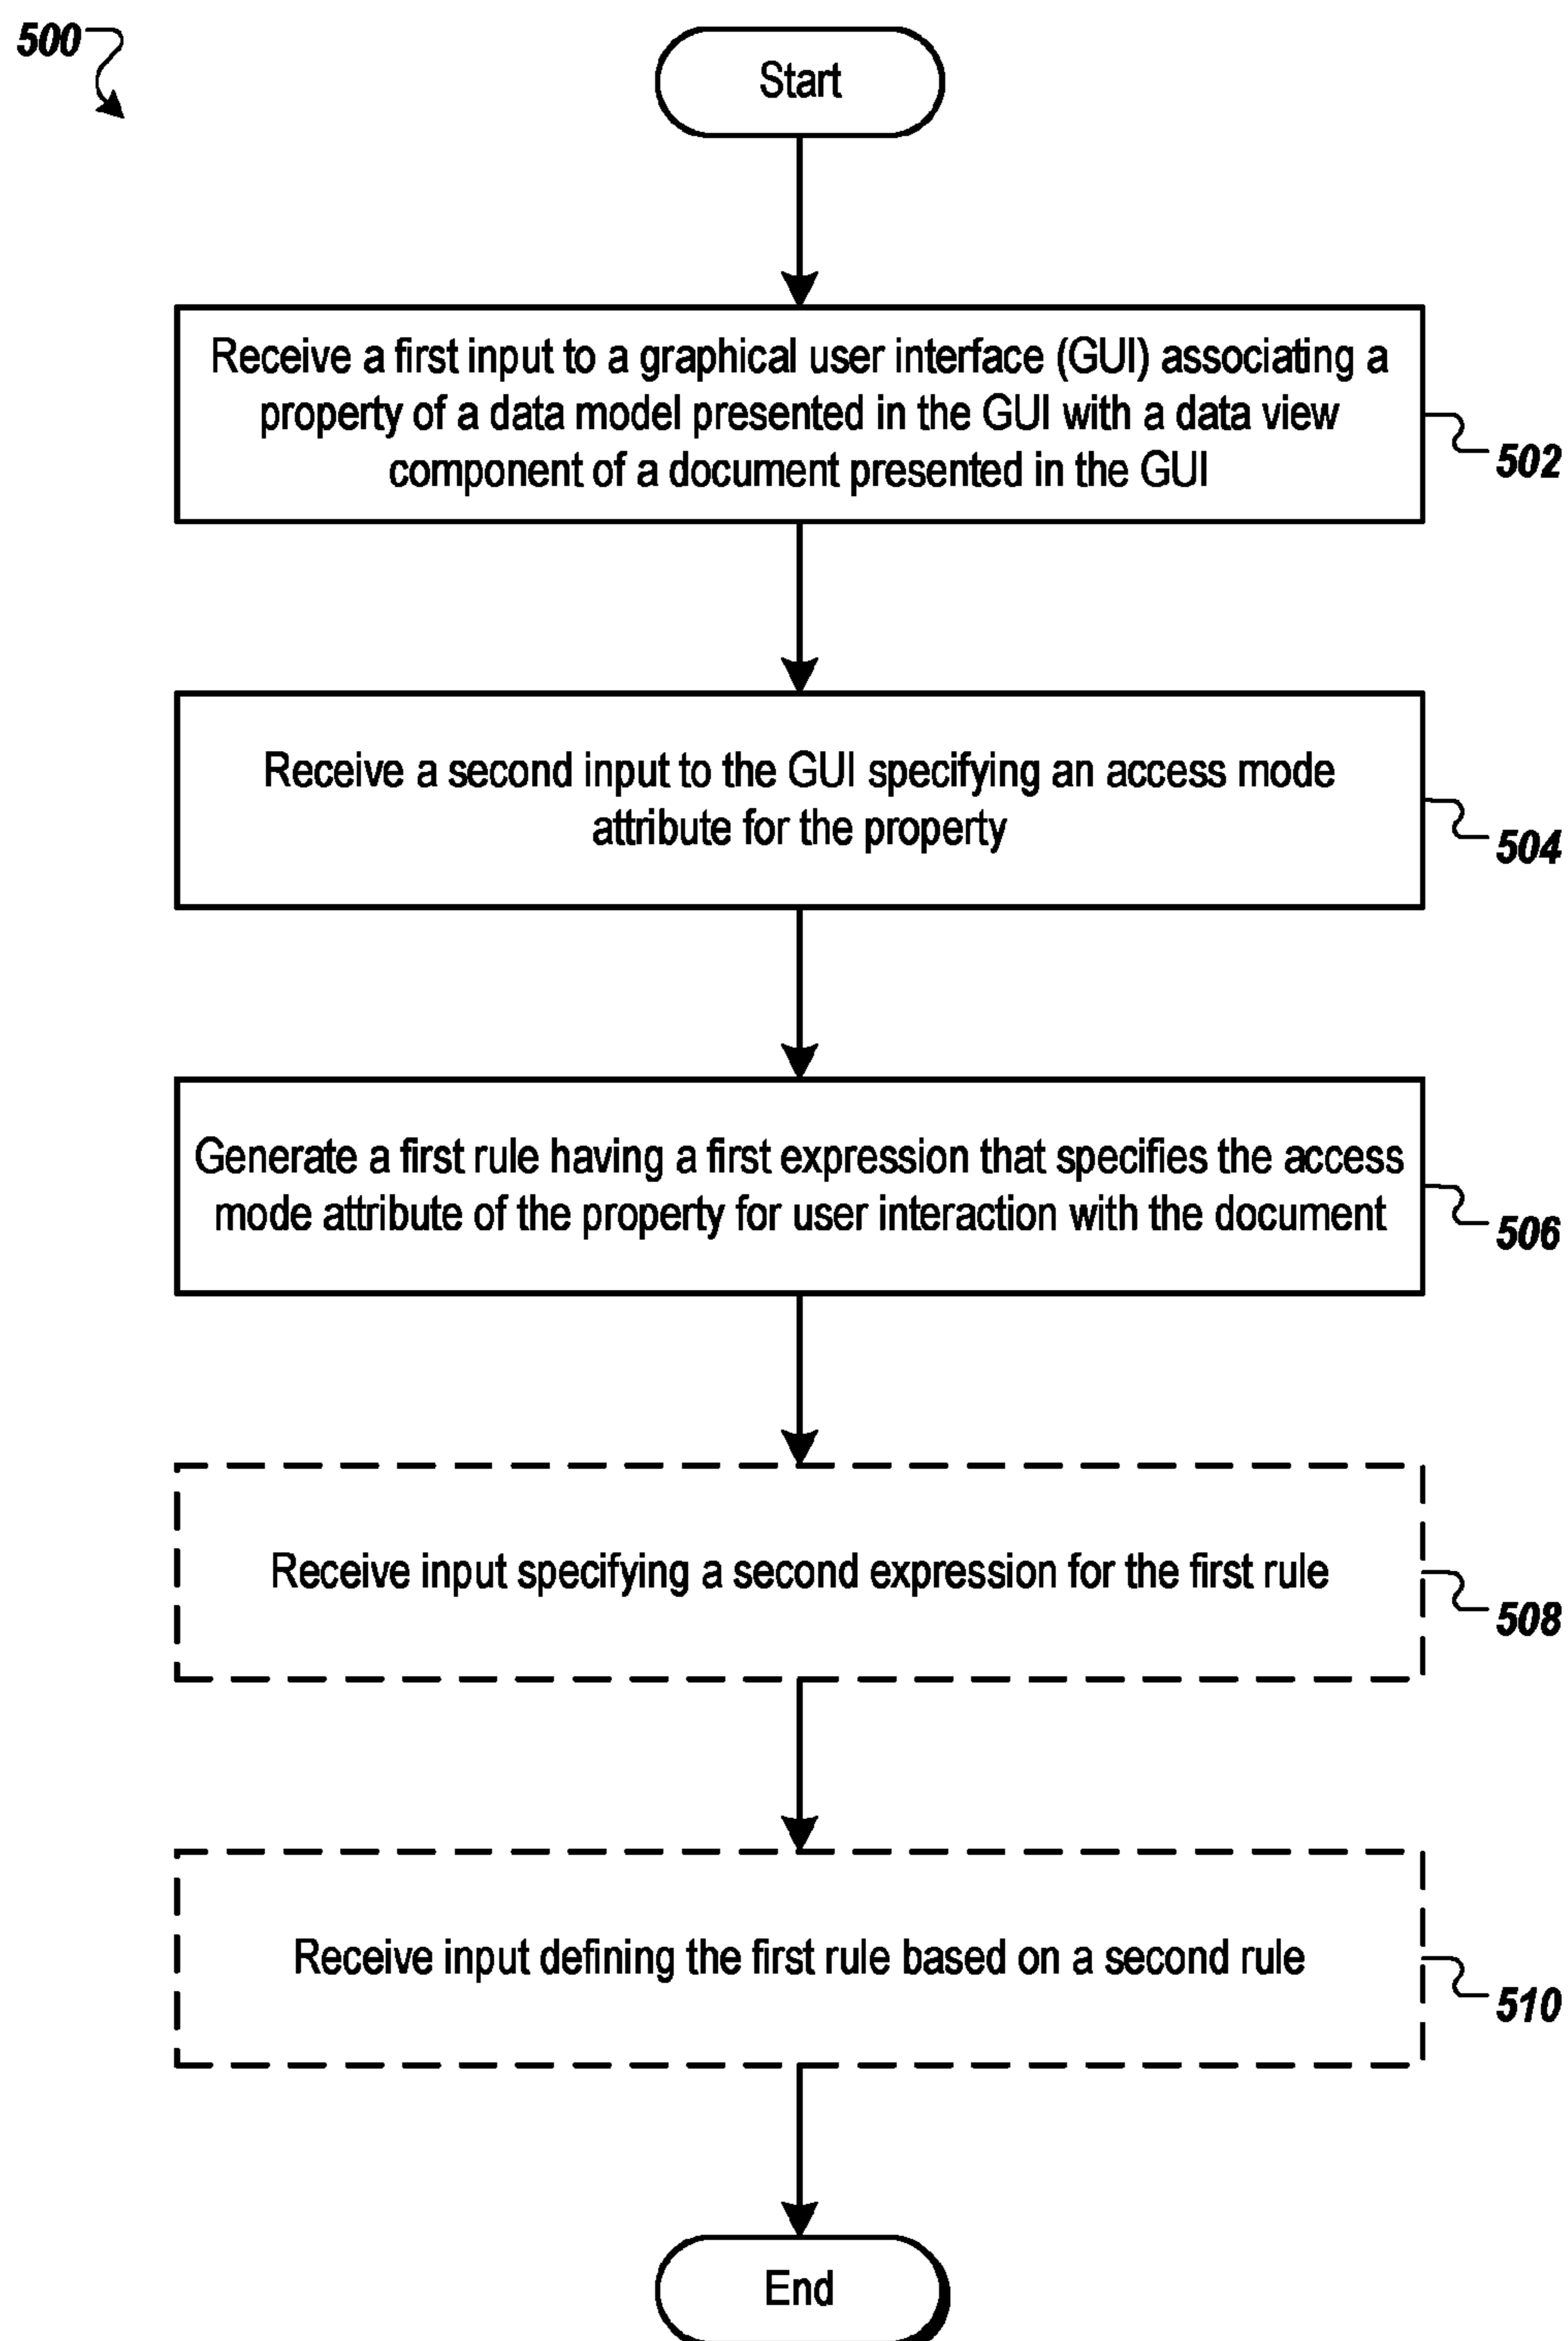 500
Start
Receive a first input to a graphical user interface (GUI) associating a
property of a data model presented in the GUI with a data view
component of a document presented in the GUI
502
Receive a second input to the GUI specifying an access mode
attribute for the property
504
Generate a first rule having a first expression that specifies the access
mode attribute of the property for user interaction with the document
506
Receive input specifying a second expression for the first rule
508
Receive input defining the first rule based on a second rule
510
End